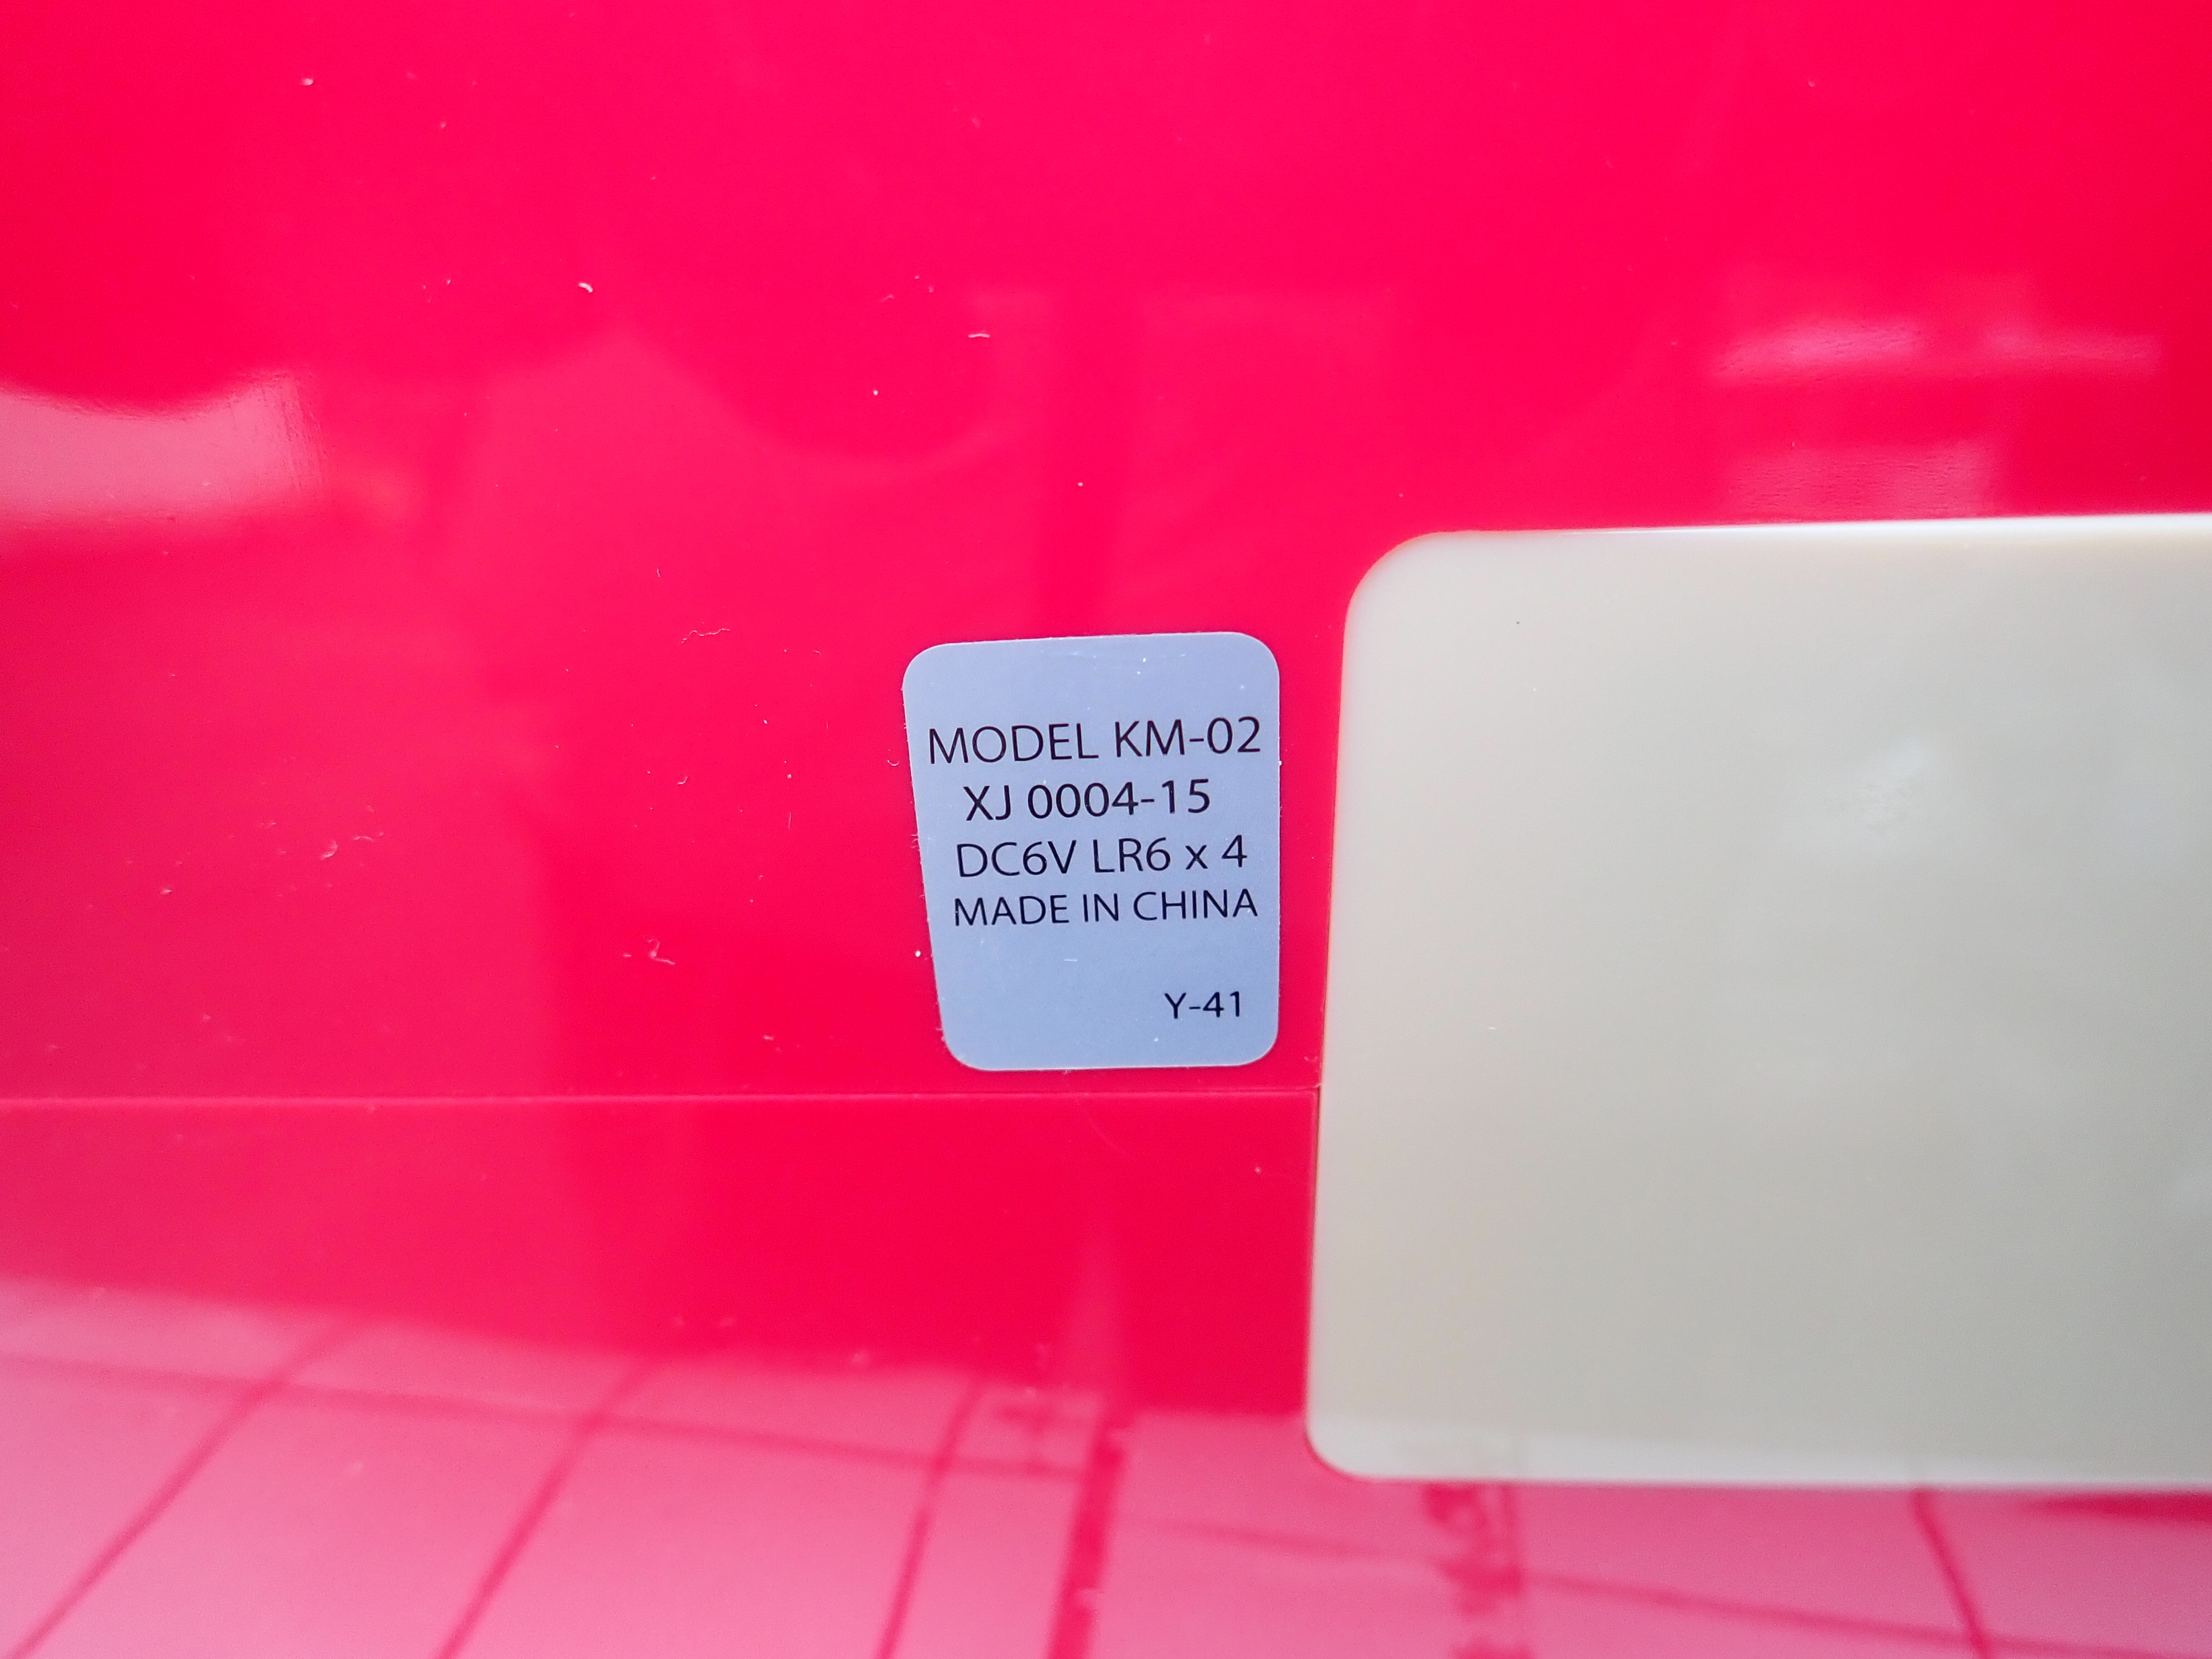 MODEL KM-02
XJ 0004-15
DC6V LR6 x 4
MADE IN CHINA
Y-41